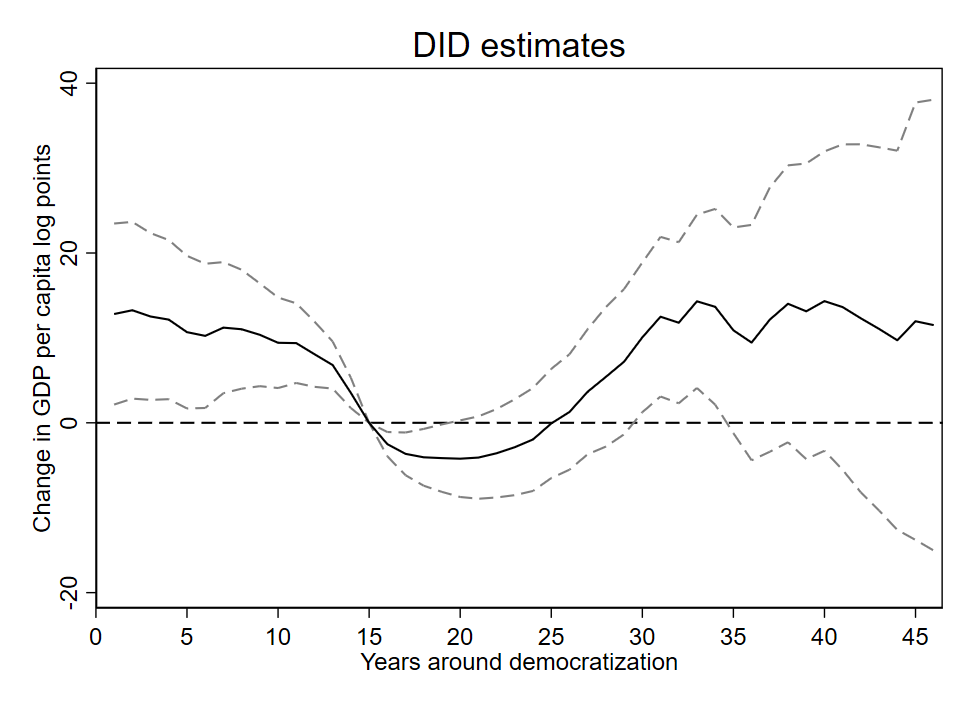 DID estimates
Change in GDP per capita log points
40
20
0
-20
0 5 10 15 20 25 30 35 40 45
Years around democratization